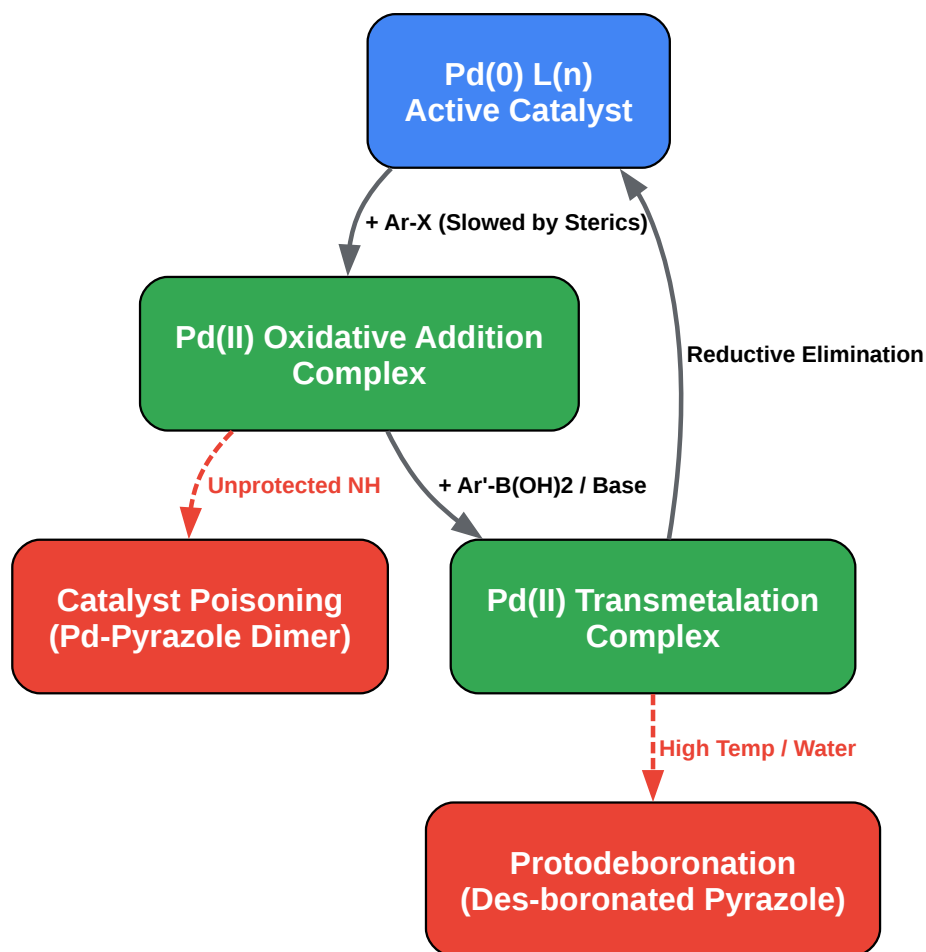 Pd(0) L(n)
Active Catalyst
+ Ar-X (Slowed by Sterics)
Pd(II) Oxidative Addition
Complex
Reductive Elimination
Unprotected NH
+ Ar'-B(OH)2 / Base
Catalyst Poisoning
(Pd-Pyrazole Dimer)
Pd(II) Transmetalation
Complex
High Temp / Water
Protodeboronation
(Des-boronated Pyrazole)